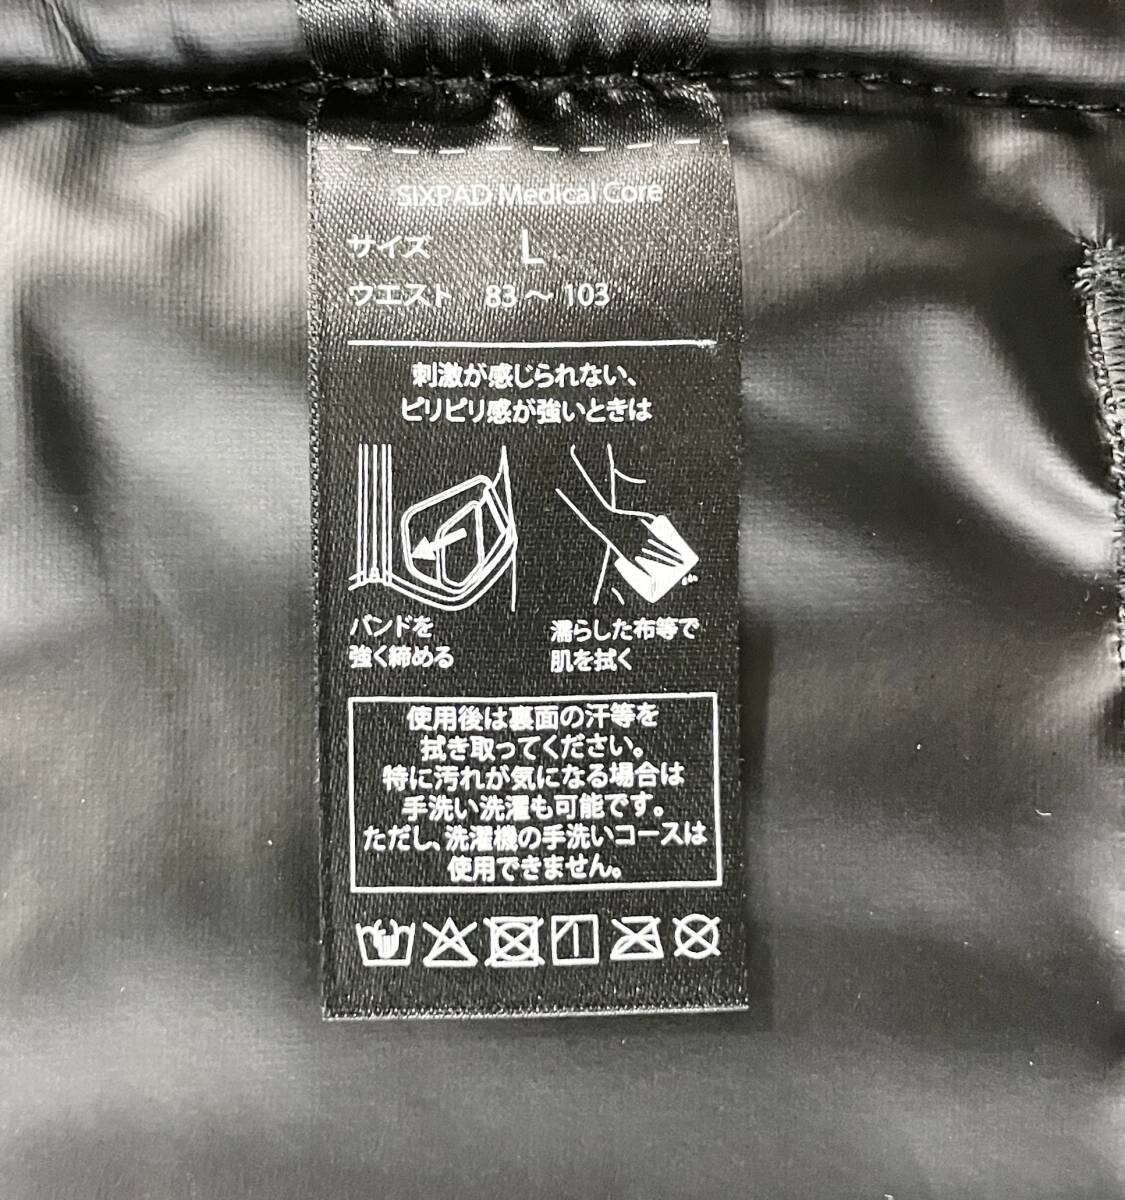 SIXPAD Medical Core
サイズ L
ウエスト 83～103
刺激が感じられない、
ピリピリ感が強いときは
バンドを
強く締める
濡らした布等で
肌を拭く
使用後は裏面の汗等を
拭き取ってください。
特に汚れが気になる場合は
手洗い洗濯も可能です。
ただし、洗濯機の手洗いコースは
使用できません。